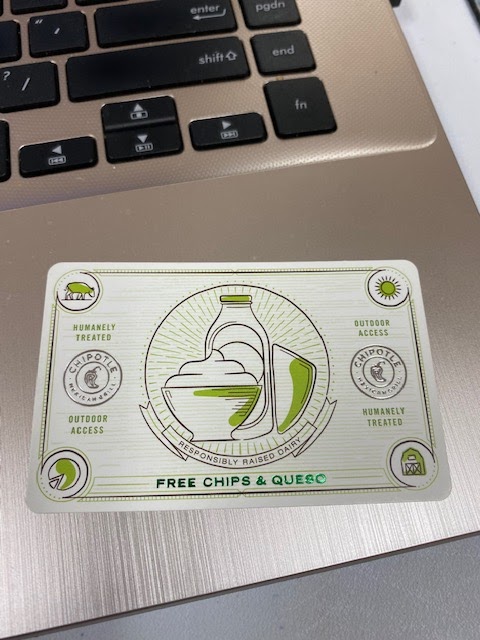 enter
pgdn
shift
end
fn
" '
? /
HUMANELY
TREATED
OUTDOOR
ACCESS
CHIPOTLE
MEXICAN GRILL
CHIPOTLE
MEXICAN GRILL
OUTDOOR
ACCESS
HUMANELY
TREATED
RESPONSIBLY RAISED DAIRY
FREE CHIPS & QUESO